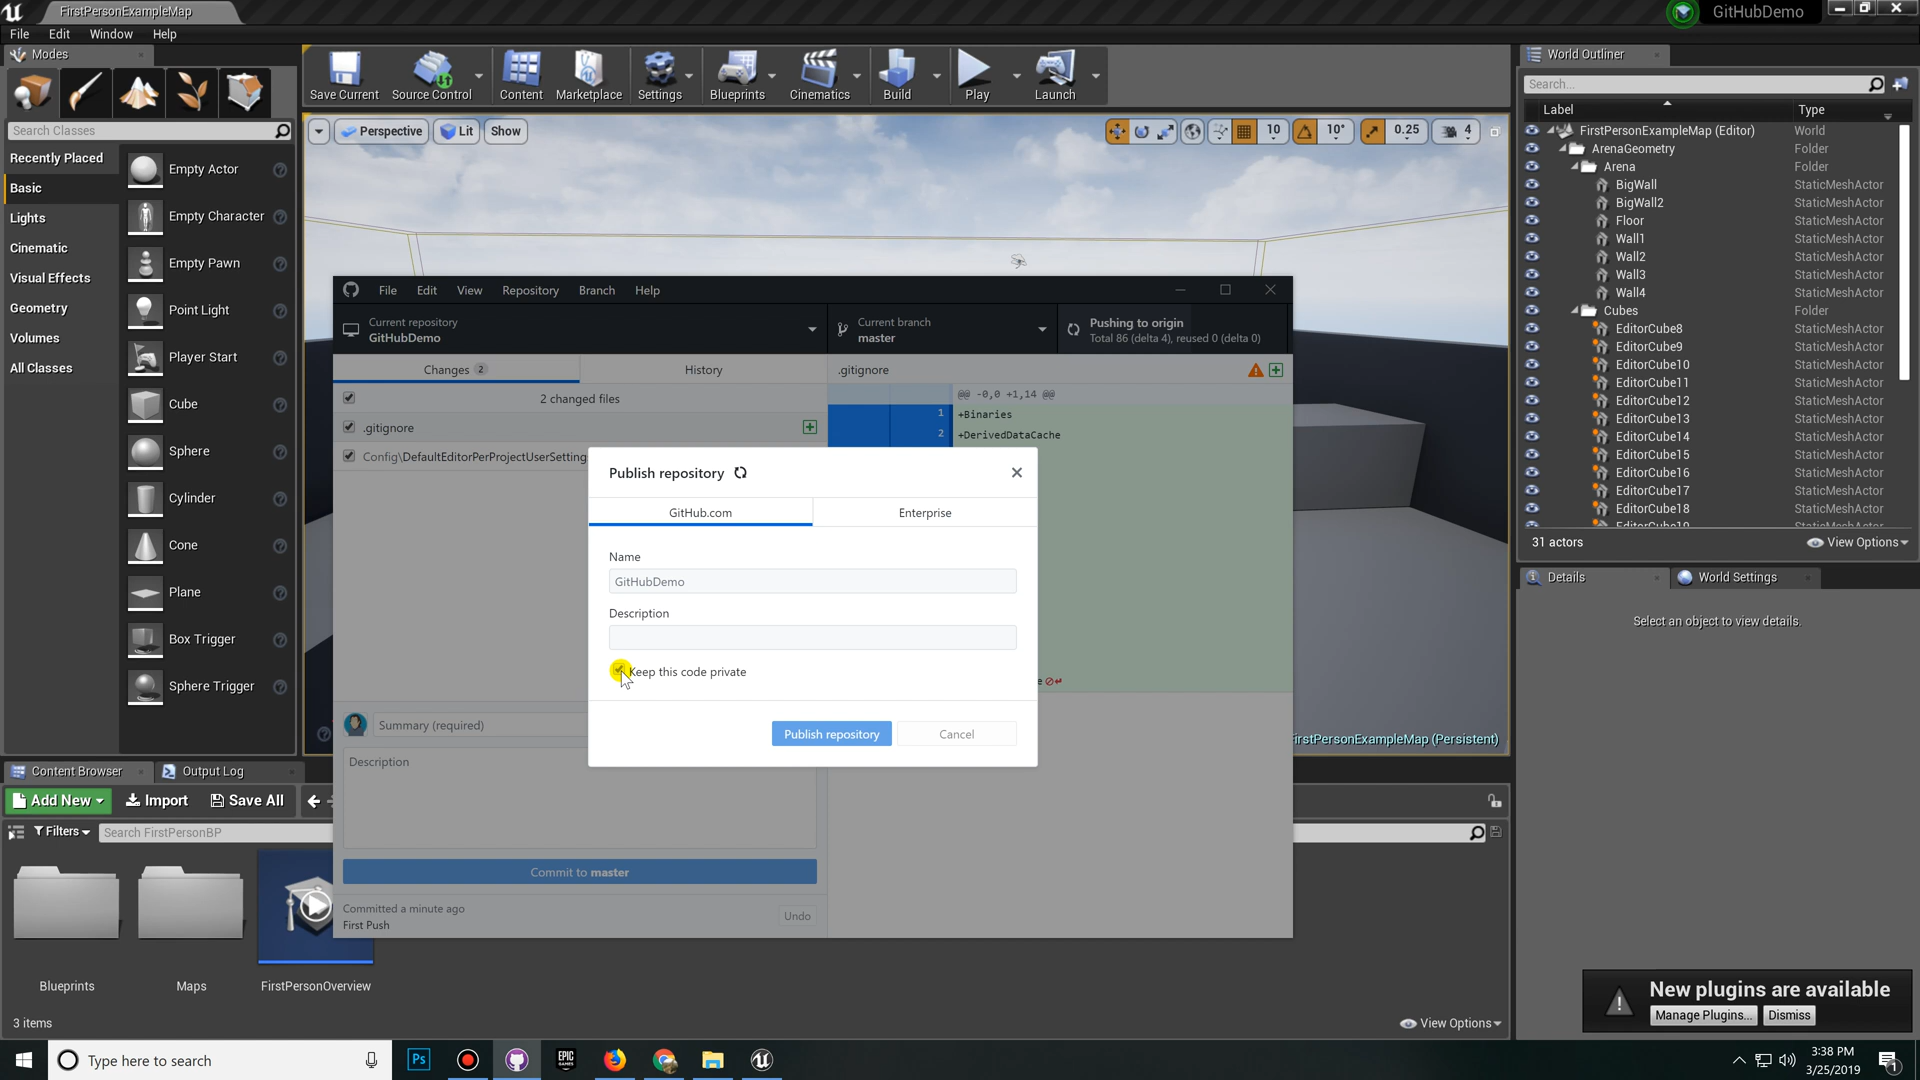 FirstPersonExampleMap
GitHubDemo
File Edit Window Help
Modes
Search Classes
Recently Placed
Basic
Lights
Cinematic
Visual Effects
Geometry
Volumes
All Classes
Empty Actor
Empty Character
Empty Pawn
Point Light
Player Start
Cube
Sphere
Cylinder
Cone
Plane
Box Trigger
Sphere Trigger
Save Current
Source Control
Content
Marketplace
Settings
Blueprints
Cinematics
Build
Play
Launch
Perspective
Lit
Show
10
10°
0.25
4
World Outliner
Search...
Label Type
FirstPersonExampleMap (Editor) World
ArenaGeometry Folder
Arena Folder
BigWall StaticMeshActor
BigWall2 StaticMeshActor
Floor StaticMeshActor
Wall1 StaticMeshActor
Wall2 StaticMeshActor
Wall3 StaticMeshActor
Wall4 StaticMeshActor
Cubes Folder
EditorCube8 StaticMeshActor
EditorCube9 StaticMeshActor
EditorCube10 StaticMeshActor
EditorCube11 StaticMeshActor
EditorCube12 StaticMeshActor
EditorCube13 StaticMeshActor
EditorCube14 StaticMeshActor
EditorCube15 StaticMeshActor
EditorCube16 StaticMeshActor
EditorCube17 StaticMeshActor
EditorCube18 StaticMeshActor
31 actors
View Options
Details
World Settings
Select an object to view details.
File Edit View Repository Branch Help
Current repository
GitHubDemo
Current branch
master
Pushing to origin
Total 86 (delta 4), reused 0 (delta 0)
Changes 2
History
.gitignore
2 changed files
.gitignore
Config\DefaultEditorPerProjectUserSetting
@@ -0,0 +1,14 @@
1 +Binaries
2 +DerivedDataCache
Publish repository
GitHub.com
Enterprise
Name
GitHubDemo
Description
Keep this code private
Publish repository
Cancel
Summary (required)
Description
Commit to master
Committed a minute ago
First Push
Undo
irstPersonExampleMap (Persistent)
Content Browser
Output Log
Add New
Import
Save All
Filters
Search FirstPersonBP
Blueprints
Maps
FirstPersonOverview
3 items
View Options
New plugins are available
Manage Plugins...
Dismiss
Type here to search
Ps
EPIC
GAMES
3:38 PM
3/25/2019
1